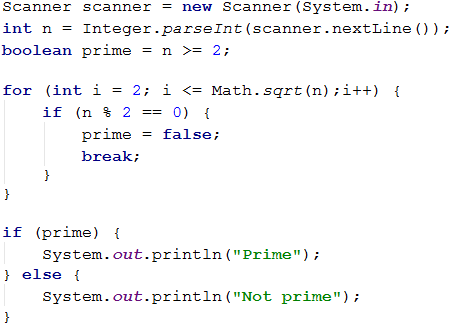 Scanner scanner = new Scanner(System.in);
int n = Integer.parseInt(scanner.nextLine());
boolean prime = n >= 2;
for (int i = 2; i <= Math.sqrt(n);i++) {
if (n % 2 == 0) {
prime = false;
break;
}
}
if (prime) {
System.out.println("Prime");
} else {
System.out.println("Not prime");
}